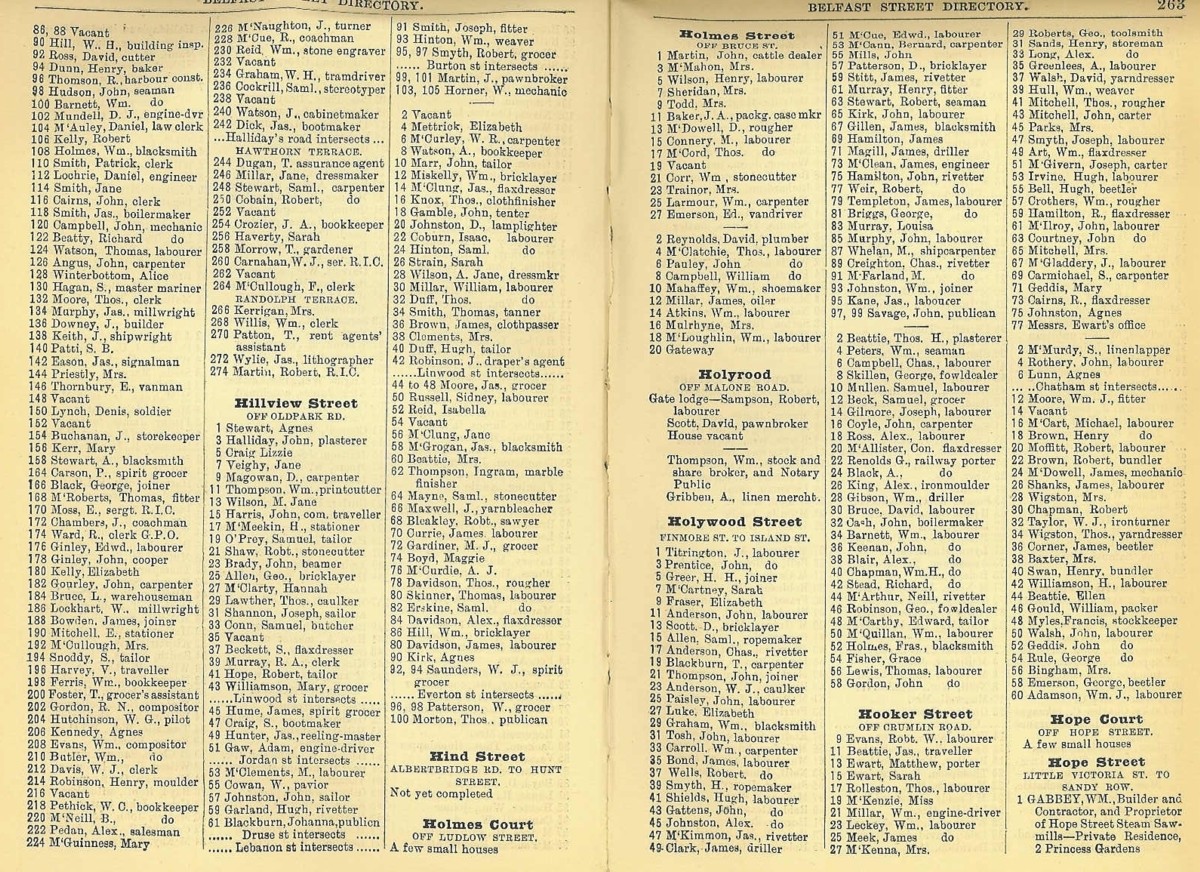 BELFAST STREET DIRECTORY.
86, 88 Vacant
90 Hill, W. H., building insp.
92 Ross, David, cutter
94 Dunn, Henry, baker
96 Thomson, R., harbour const.
98 Hudson, John, seaman
100 Barnett, Wm. do
102 Mundell, D. J., engine-dvr
104 M'Auley, Daniel, law clerk
106 Kelly, Robert
108 Holmes, Wm., blacksmith
110 Smith, Patrick, clerk
112 Lochrie, Daniel, engineer
114 Smith, Jane
116 Cairns, John, clerk
118 Smith, Jas., boilermaker
120 Campbell, John, mechanic
122 Beatty, Richard do
124 Watson, Thomas, labourer
126 Angus, John, carpenter
128 Winterbottom, Alice
130 Hagan, S., master mariner
132 Moore, Thos., clerk
134 Murphy, Jas., millwright
136 Downey, J., builder
138 Keith, J., shipwright
140 Patti, S. B.
142 Eason, Jas., signalman
144 Priestly, Mrs.
146 Thornbury, E., vanman
148 Vacant
150 Lynch, Denis, soldier
152 Vacant
154 Buchanan, J., storekeeper
156 Kerr, Mary
158 Stewart, A., blacksmith
164 Carson, P., spirit grocer
166 Black, George, joiner
168 M'Roberts, Thomas, fitter
170 Moss, E., sergt. R.I.C.
172 Chambers, J., coachman
174 Ward, R., clerk G.P.O.
176 Ginley, Edwd., labourer
178 Ginley, John, cooper
180 Kelly, Elizabeth
182 Gourley, John, carpenter
184 Bruce, L., warehouseman
186 Lockhart, W., millwright
188 Bowden, James, joiner
190 Mitchell, E., stationer
192 M'Cullough, Mrs.
194 Snoddy, S., tailor
196 Harvey, V., traveller
198 Ferris, Wm., bookkeeper
200 Foster, T., grocer's assistant
202 Gordon, R. N., compositor
204 Hutchinson, W. G., pilot
206 Kennedy, Agnes
208 Evans, Wm., compositor
210 Butler, Wm., do
212 Davis, W. J., clerk
214 Robinson, Henry, moulder
216 Vacant
218 Pethick, W. C., bookkeeper
220 M'Neill, B., do
222 Pedan, Alex., salesman
224 M'Guinness, Mary
226 M'Naughton, J., turner
228 M'Cue, R., coachman
230 Reid, Wm., stone engraver
232 Vacant
234 Graham, W. H., tramdriver
236 Cockrill, Saml., stereotyper
238 Vacant
240 Watson, J., cabinetmaker
242 Dick, Jas., bootmaker
...Halliday's road intersects...
HAWTHORN TERRACE.
244 Dugan, T. assurance agent
246 Millar, Jane, dressmaker
248 Stewart, Saml., carpenter
250 Cobain, Robert, do
252 Vacant
254 Crozier, J. A., bookkeeper
256 Haverty, Sarah
258 Morrow, T., gardener
260 Carnahan, W. J., ser. R.I.C.
262 Vacant
264 M'Cullough, F., clerk
RANDOLPH TERRACE.
266 Kerrigan, Mrs.
268 Willis, Wm., clerk
270 Patton, T., rent agents'
assistant
272 Wylie, Jas., lithographer
274 Martin, Robert, R.I.C.
Hillview Street
OFF OLDPARK RD.
1 Stewart, Agnes
3 Halliday, John, plasterer
5 Craig Lizzie
7 Veighy, Jane
9 Magowan, D., carpenter
11 Thompson, Wm., printcutter
13 Wilson, M. Jane
15 Harris, John, com. traveller
17 M'Meekin, H., stationer
19 O'Prey, Samuel, tailor
21 Shaw, Robt., stonecutter
23 Brady, John, beamer
25 Allen, Geo., bricklayer
27 M'Clarty, Hannah
29 Lawther, Thos., caulker
31 Shannon, Joseph, sailor
33 Conn, Samuel, butcher
35 Vacant
37 Beckett, S., flaxdresser
39 Murray, R. A., clerk
41 Hope, Robert, tailor
43 Williamson, Mary, grocer
......Linwood st intersects ......
45 Hume, James, spirit grocer
47 Craig, S., bootmaker
49 Hunter, Jas., reeling-master
51 Gaw, Adam, engine-driver
...... Jordan st intersects ......
53 M'Clements, M., labourer
55 Cowan, W., pavior
57 Johnston, John, sailor
59 Garland, Hugh, rivetter
61 Blackburn, Johanna, publicn
...... Druse st intersects ......
...... Lebanon st intersects ......
91 Smith, Joseph, fitter
93 Hinton, Wm., weaver
95, 97 Smyth, Robert, grocer
...... Burton st intersects ......
99, 101 Martin, J., pawnbroker
103, 105 Horner, W., mechanic
2 Vacant
4 Mettrick, Elizabeth
6 M'Curley, W. R., carpenter
8 Watson, A., bookkeeper
10 Marr, John, tailor
12 Miskelly, Wm., bricklayer
14 M'Clung, Jas., flaxdresser
16 Knox, Thos., clothfinisher
18 Gamble, John, tenter
20 Johnston, D., lamplighter
22 Coburn, Isaac, labourer
24 Hinton, Saml. do
26 Strain, Sarah
28 Wilson, A. Jane, dressmkr
30 Millar, William, labourer
32 Duff, Thos. do
34 Smith, Thomas, tanner
36 Brown, James, clothpasser
38 Clements, Mrs.
40 Duff, Hugh, tailor
42 Robinson, J., draper's agent
......Linwood st intersects......
44 to 48 Moore, Jas., grocer
50 Russell, Sidney, labourer
52 Reid, Isabella
54 Vacant
56 M'Clung, Jane
58 M'Grogan, Jas., blacksmith
60 Beattie, Mrs.
62 Thompson, Ingram, marble
finisher
64 Mayne, Saml., stonecutter
66 Maxwell, J., yarnbleacher
68 Bleakley, Robt., sawyer
70 Currie, James, labourer
72 Gardiner, M. J., grocer
74 Boyd, Maggie
76 M'Curdie, A. J.
78 Davidson, Thos., rougher
80 Skinner, Thomas, labourer
82 Erskine, Saml. do
84 Davidson, Alex., flaxdresser
86 Hill, Wm., bricklayer
80 Davidson, James, labourer
90 Kirk, Agnes
92, 94 Saunders, W. J., spirit
grocer
...... Everton st intersects ......
96, 98 Patterson, W., grocer
100 Morton, Thos., publican
Hind Street
ALBERTBRIDGE RD. TO HUNT
STREET.
Not yet completed
Holmes Court
OFF LUDLOW STREET.
A few small houses
BELFAST STREET DIRECTORY. 263
Holmes Street
OFF BRUCE ST.
1 Martin, John, cattle dealer
3 M'Mahon, Mrs.
5 Wilson, Henry, labourer
7 Sheridan, Mrs.
9 Todd, Mrs.
11 Baker, J. A., packg. case mkr
13 M'Dowell, D., rougher
15 Connery, M., labourer
17 M'Cord, Thos. do
19 Vacant
21 Corr, Wm., stonecutter
23 Trainor, Mrs.
25 Larmour, Wm., carpenter
27 Emerson, Ed., vandriver
2 Reynolds, David, plumber
4 M'Clatchie, Thos., labourer
6 Pauley, John do
8 Campbell, William do
10 Mahaffey, Wm., shoemaker
12 Millar, James, oiler
14 Atkins, Wm., labourer
16 Mulrhyne, Mrs.
18 M'Loughlin, Wm., labourer
20 Gateway
Holyrood
OFF MALONE ROAD.
Gate lodge—Sampson, Robert,
labourer
Scott, David, pawnbroker
House vacant
Thompson, Wm., stock and
share broker, and Notary
Public
Gribben, A., linen mercht.
Holywood Street
FINMORE ST. TO ISLAND ST.
1 Titrington, J., labourer
3 Prentice, John, do
5 Greer, H. H., joiner
7 M'Cartney, Sarah
9 Fraser, Elizabeth
11 Anderson, John, labourer
13 Scott, D., bricklayer
15 Allen, Saml., ropemaker
17 Anderson, Chas., rivetter
19 Blackburn, T., carpenter
21 Thompson, John, joiner
23 Anderson, W. J., caulker
25 Paisley, John, labourer
27 Luke, Elizabeth
29 Graham, Wm., blacksmith
31 Tosh, John, labourer
33 Carroll, Wm., carpenter
35 Bond, James, labourer
37 Wells, Robert, do
39 Smyth, H., ropemaker
41 Shields, Hugh, labourer
43 Gattens, John, do
45 Johnston, Alex. do
47 M'Kimmon, Jas., rivetter
49 Clark, James, driller
51 M'Cue, Edwd., labourer
53 M'Cann, Bernard, carpenter
55 Mills, John
57 Patterson, D., bricklayer
59 Stitt, James, rivetter
61 Murray, Henry, fitter
63 Stewart, Robert, seaman
65 Kirk, John, labourer
67 Gillen, James, blacksmith
69 Hamilton, James
71 Magill, James, driller
73 M'Clean, James, engineer
75 Hamilton, John, rivetter
77 Weir, Robert, do
79 Templeton, James, labourer
81 Briggs, George, do
83 Murray, Louisa
85 Murphy, John, labourer
87 Whelan, M., shipcarpenter
89 Creighton, Chas., rivetter
91 M'Farland, M. do
93 Johnston, Wm., joiner
95 Kane, Jas., labourer
97, 99 Savage, John, publican
2 Beattie, Thos. H., plasterer
4 Peters, Wm., seaman
6 Campbell, Chas., labourer
8 Skillen, George, fowldealer
10 Mullen, Samuel, labourer
12 Beck, Samuel, grocer
14 Gilmore, Joseph, labourer
16 Coyle, John, carpenter
18 Ross, Alex., labourer
20 M'Allister, Con. flaxdresser
22 Renolds G., railway porter
24 Black, A., do
26 King, Alex., ironmoulder
28 Gibson, Wm., driller
30 Bruce, David, labourer
32 Cash, John, boilermaker
34 Barnett, Wm., labourer
36 Keenan, John, do
38 Blair, Alex., do
40 Chapman, Wm. H., do
42 Stead, Richard, do
44 M'Arthur, Neill, rivetter
46 Robinson, Geo., fowldealer
48 M'Carthy, Edward, tailor
50 M'Quillan, Wm., labourer
52 Holmes, Fras., blacksmith
54 Fisher, Grace
56 Lewis, Thomas, labourer
58 Gordon, John do
Hooker Street
OFF CRUMLIN ROAD.
9 Evans, Robt. W., labourer
11 Beattie, Jas., traveller
13 Ewart, Matthew, porter
15 Ewart, Sarah
17 Rolleston, Thos., labourer
19 M'Kenzie, Miss
21 Millar, Wm., engine-driver
23 Leckey, Wm., labourer
25 Meek, James do
27 M'Kenna, Mrs.
29 Roberts, Geo., toolsmith
31 Sands, Henry, storeman
33 Long, Alex. do
35 Greenlees, A., labourer
37 Walsh, David, yarndresser
39 Hull, Wm., weaver
41 Mitchell, Thos., rougher
43 Mitchell, John, carter
45 Parks, Mrs.
47 Smyth, Joseph, labourer
49 Art, Wm., flaxdresser
51 M'Givern, Joseph, carter
53 Irvine, Hugh, labourer
55 Bell, Hugh, beetler
57 Crothers, Wm., rougher
59 Hamilton, R., flaxdresser
61 M'Ilroy, John, labourer
63 Courtney, John do
65 Mitchell, Mrs.
67 M'Gladdery, J., labourer
69 Carmichael, S., carpenter
71 Geddis, Mary
73 Cairns, R., flaxdresser
75 Johnston, Agnes
77 Messrs. Ewart's office
2 M'Murdy, S., linenlapper
4 Rothery, John, labourer
6 Lunn, Agnes
......Chatham st intersects......
12 Moore, Wm. J., fitter
14 Vacant
16 M'Cart, Michael, labourer
18 Brown, Henry do
20 Moffitt, Robert, labourer
22 Brown, Robert, bundler
24 M'Dowell, James, mechanic
26 Shanks, James, labourer
28 Wigston, Mrs.
30 Chapman, Robert
32 Taylor, W. J., ironturner
34 Wigston, Thos., yarndresser
36 Corner, James, beetler
38 Baxter, Mrs.
40 Swan, Henry, bundler
42 Williamson, H., labourer
44 Beattie, Ellen
46 Gould, William, packer
48 Myles, Francis, stockkeeper
50 Walsh, John, labourer
52 Geddis, John do
54 Rule, George do
56 Bingham, Mrs.
58 Emerson, George, beetler
60 Adamson, Wm. J., labourer
Hope Court
OFF HOPE STREET.
A few small houses
Hope Street
LITTLE VICTORIA ST. TO
SANDY ROW.
1 GABBEY, WM., Builder and
Contractor, and Proprietor
of Hope Street Steam Saw-
mills—Private Residence,
2 Princess Gardens